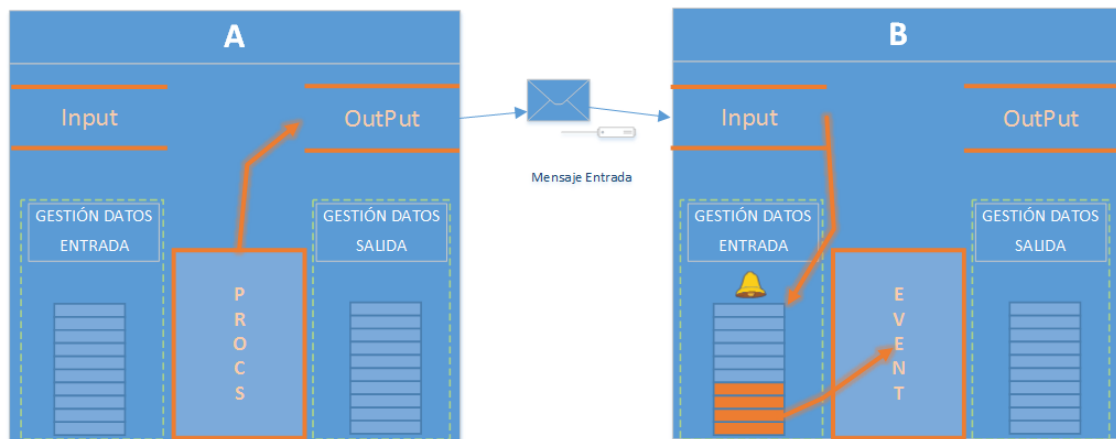 A
Input
OutPut
GESTIÓN DATOS
ENTRADA
GESTIÓN DATOS
SALIDA
P
R
O
C
S
Mensaje Entrada
B
Input
OutPut
GESTIÓN DATOS
ENTRADA
GESTIÓN DATOS
SALIDA
E
V
E
N
T